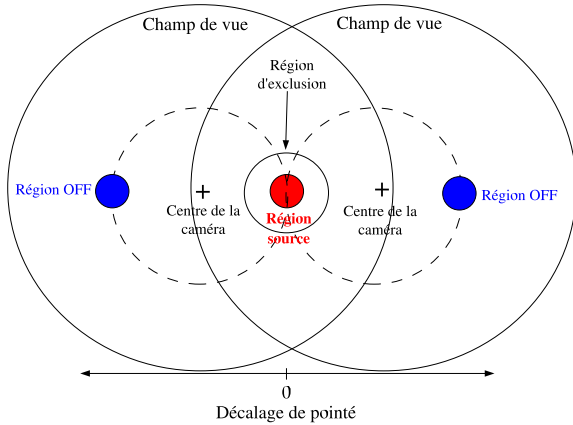 Champ de vue
Champ de vue
Région
d'exclusion
Région OFF
Région OFF
Centre de la
caméra
Centre de la
caméra
Région
source
0
Décalage de pointé